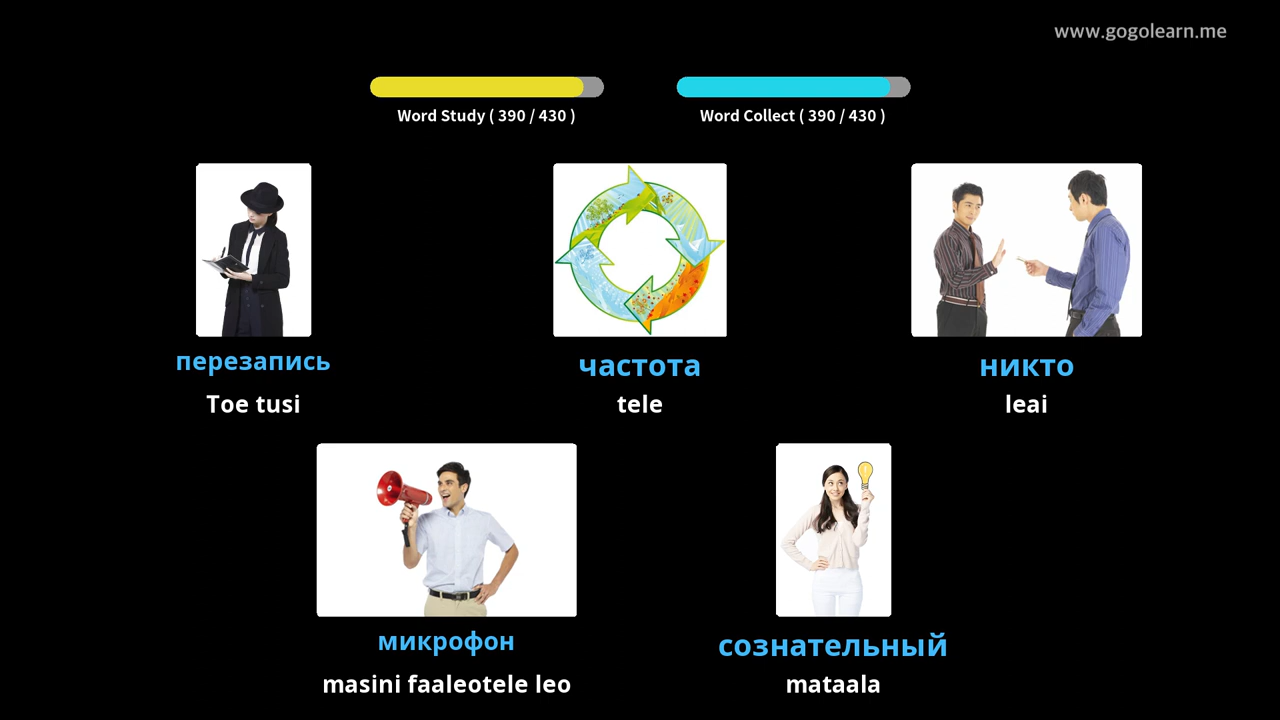 www.gogolearn.me
Word Study ( 390 / 430 )
Word Collect ( 390 / 430 )
перезапись
Toe tusi
частота
tele
никто
leai
микрофон
masini faaleotele leo
сознательный
mataala